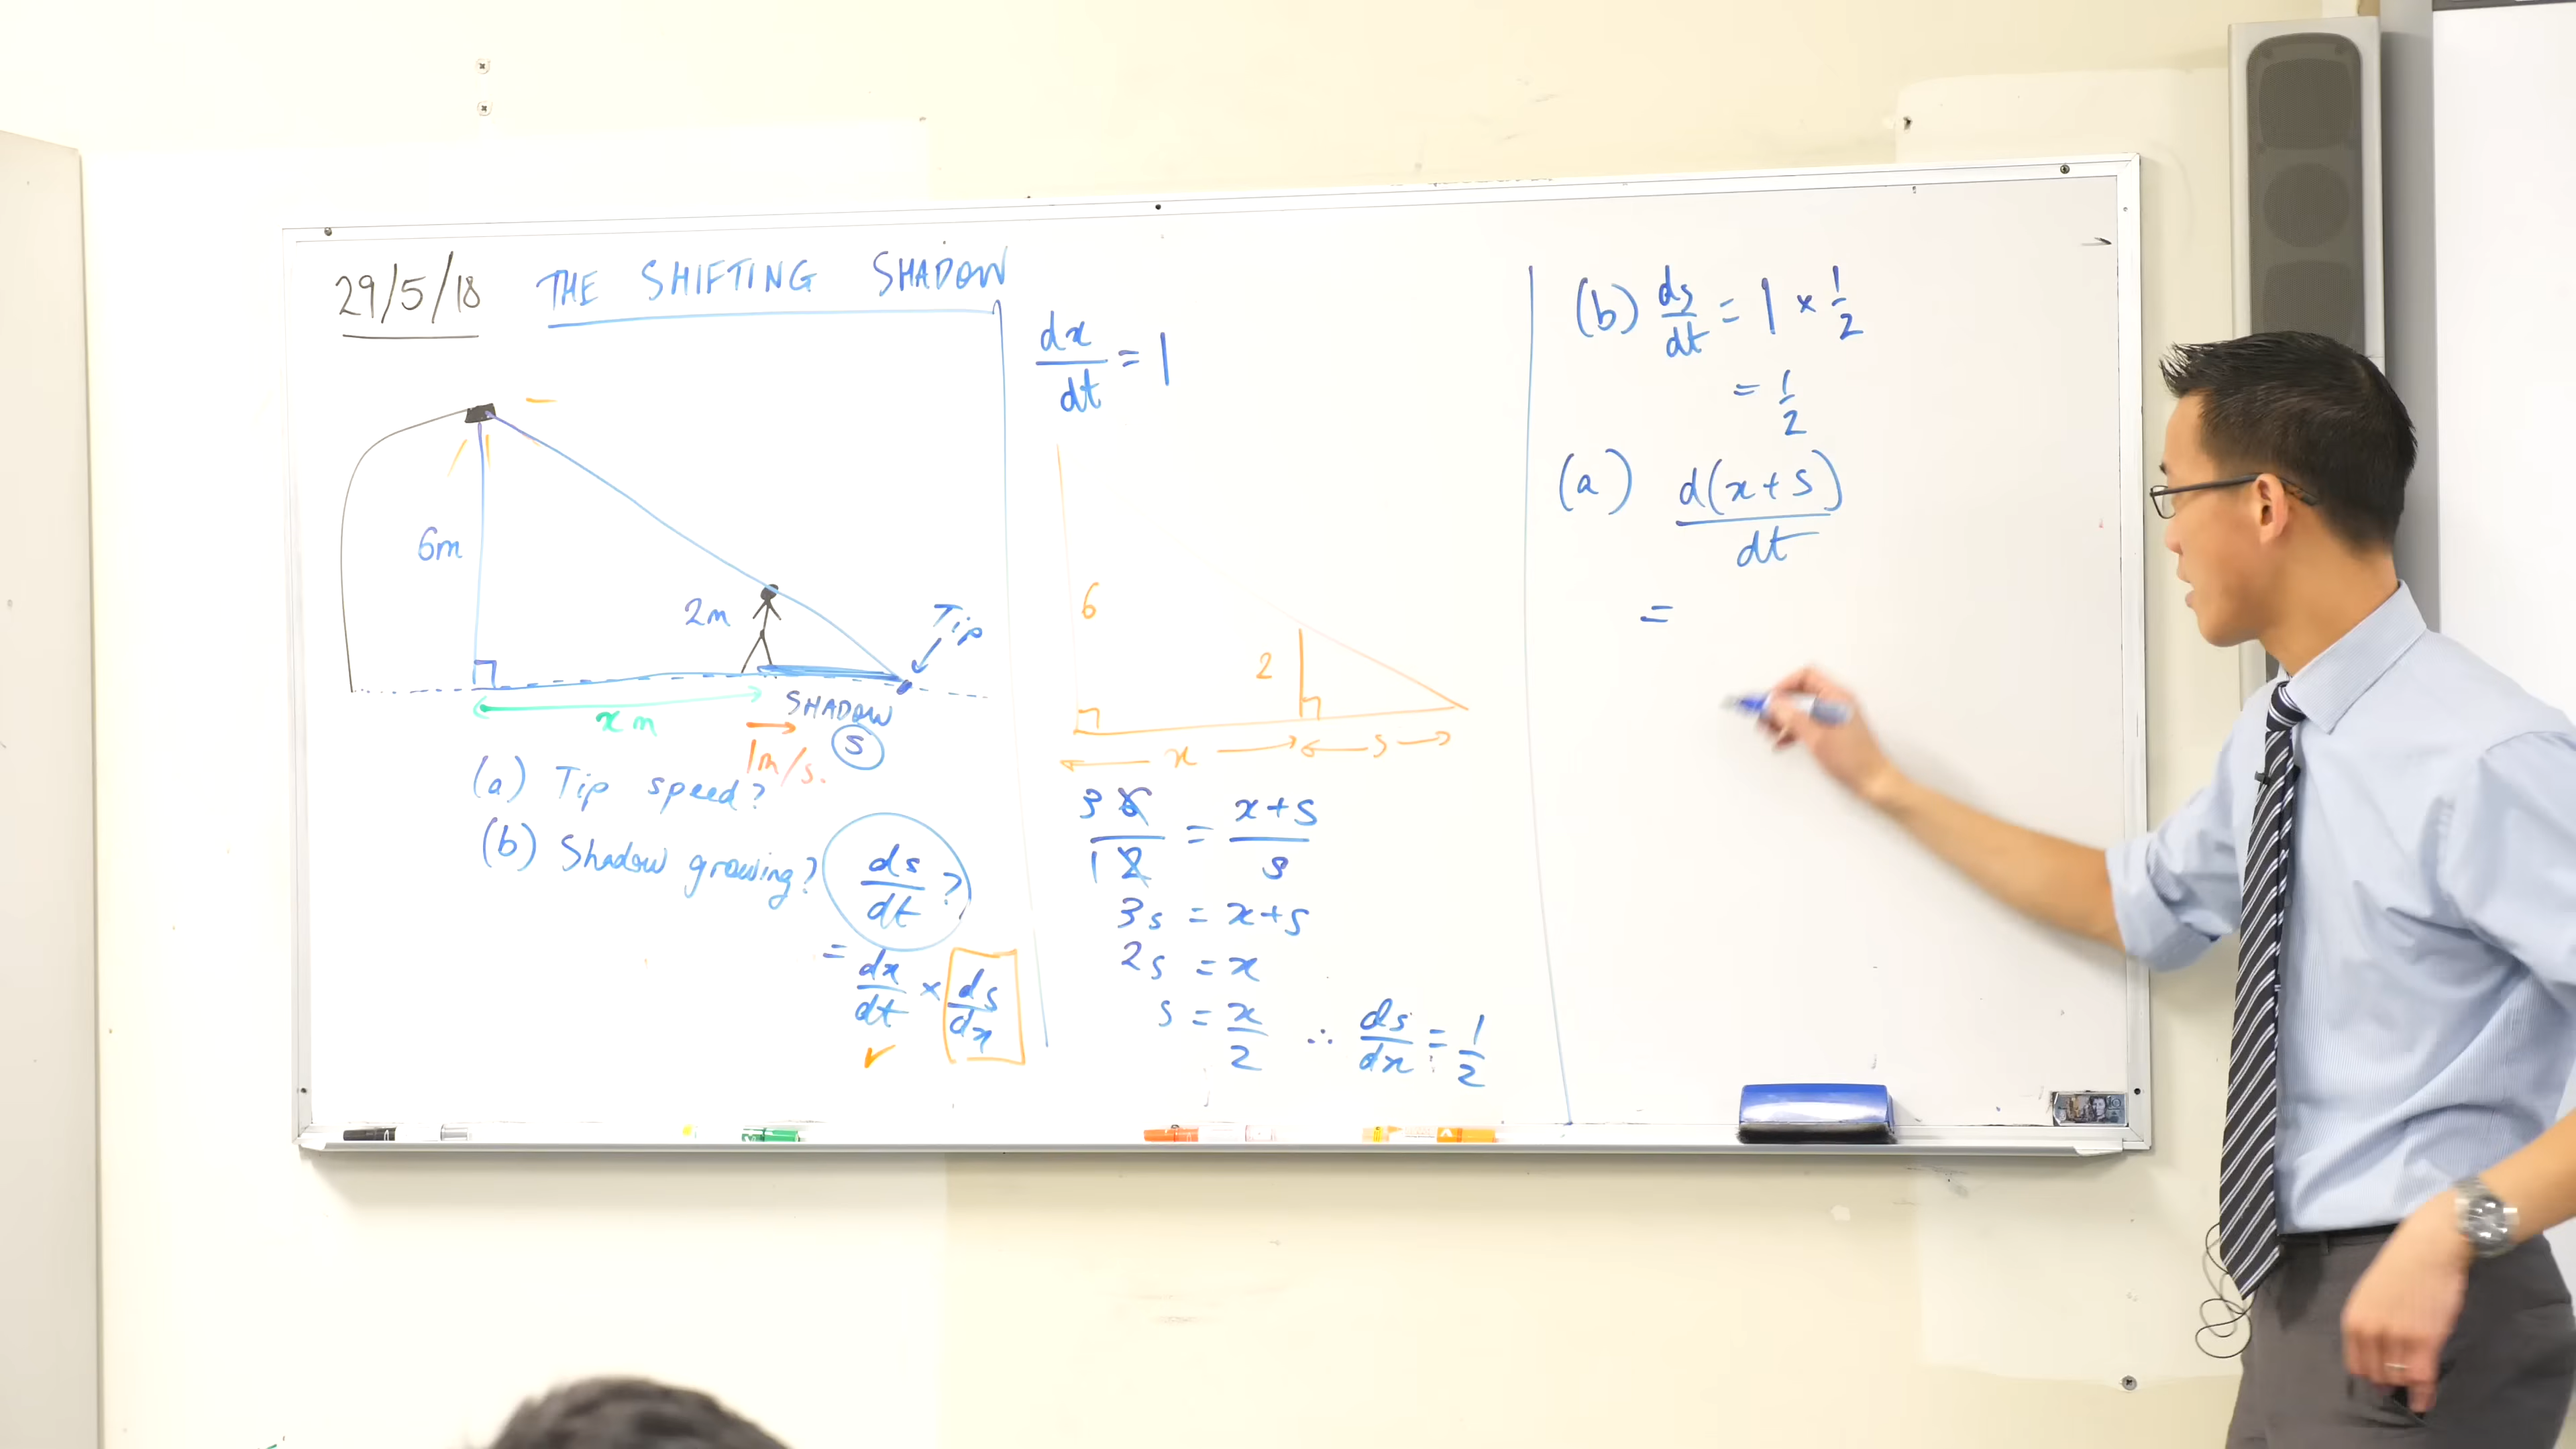 29/5/18 THE SHIFTING SHADOW
6m
2m
Tip
x m
SHADOW
S
1m/s.
(a) Tip speed?
(b) Shadow growing? ds/dt?
= dx/dt × ds/dx
✓
dx/dt = 1
6
2
x
s
3 6/1 2 = x+s/s
3s = x+s
2s = x
s = x/2 ∴ ds/dx = 1/2
(b) ds/dt = 1 × 1/2
= 1/2
(a) d(x+s)/dt
=